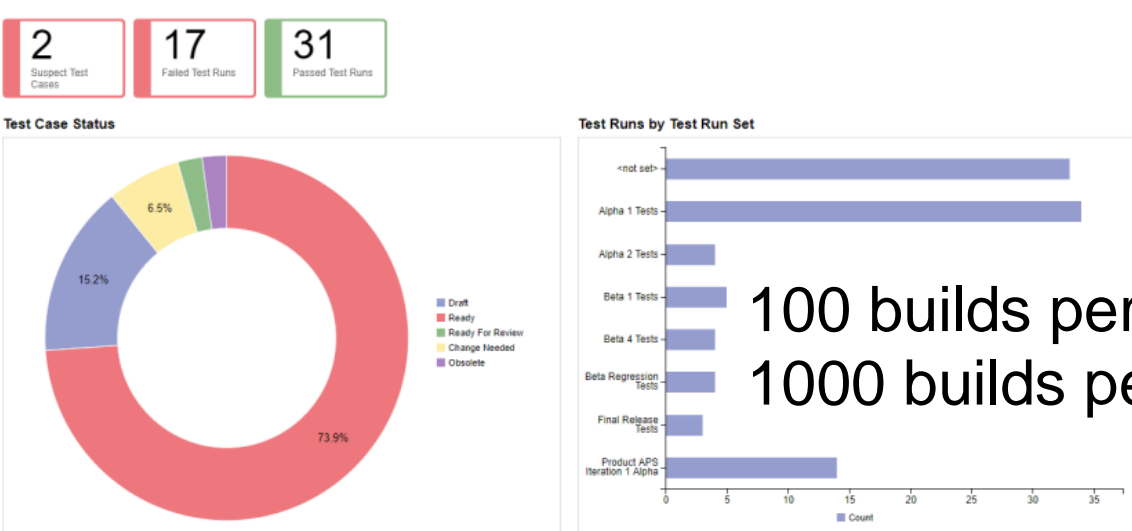 2
Suspect Test
Cases
17
Failed Test Runs
31
Passed Test Runs
Test Case Status
6.5%
15.2%
73.9%
Draft
Ready
Ready For Review
Change Needed
Obsolete
Test Runs by Test Run Set
<not set>
Alpha 1 Tests
Alpha 2 Tests
Beta 1 Tests
Beta 4 Tests
Beta Regression
Tests
Final Release
Tests
Product APS
Iteration 1 Alpha
0 5 10 15 20 25 30 35
Count
100 builds per
1000 builds pe